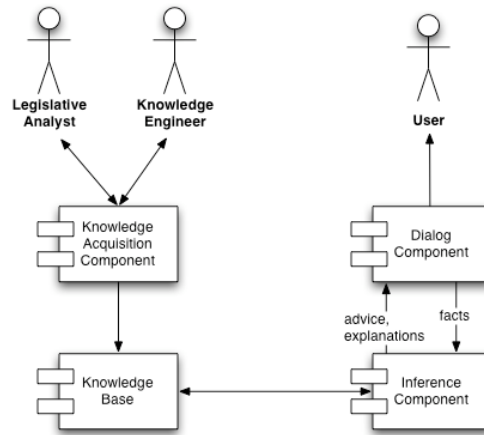 Legislative
Analyst
Knowledge
Engineer
User
Knowledge
Acquisition
Component
Dialog
Component
advice,
explanations
facts
Knowledge
Base
Inference
Component